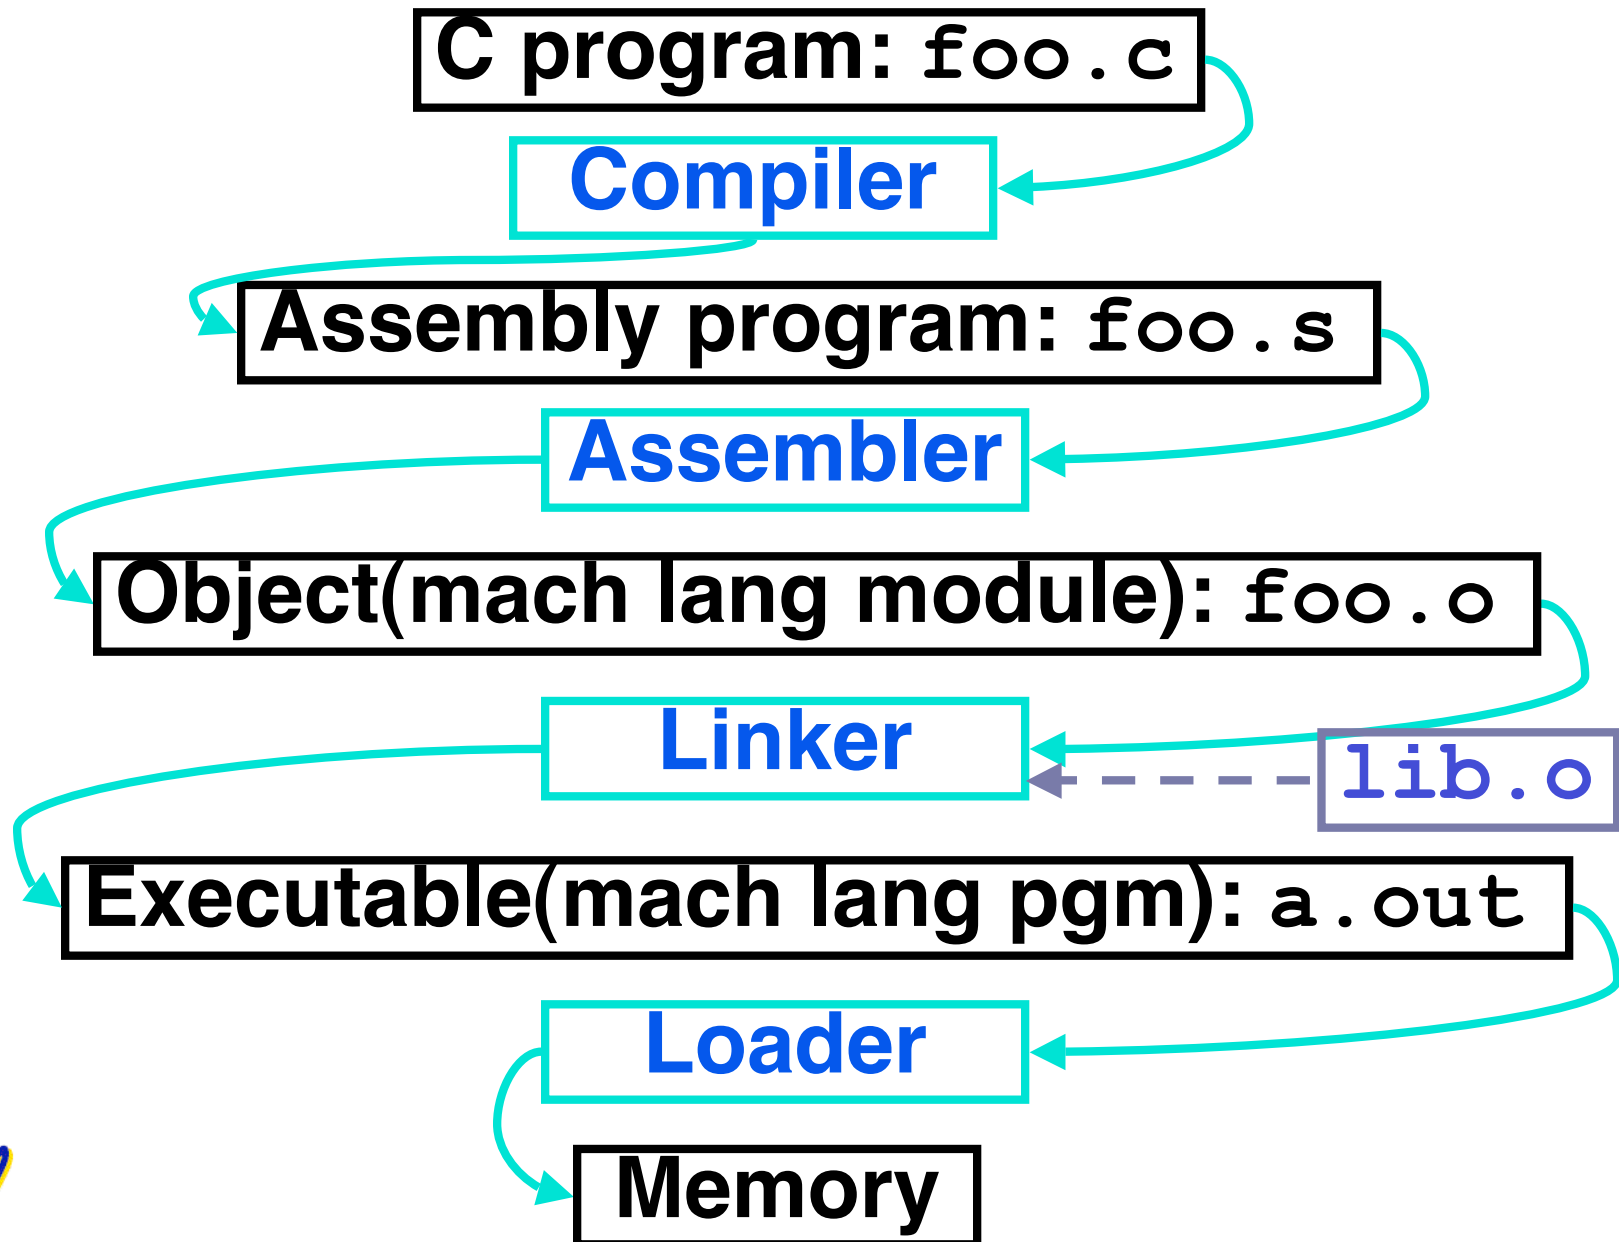 C program: foo.c
Compiler
Assembly program: foo.s
Assembler
Object(mach lang module): foo.o
Linker
lib.o
Executable(mach lang pgm): a.out
Loader
Memory